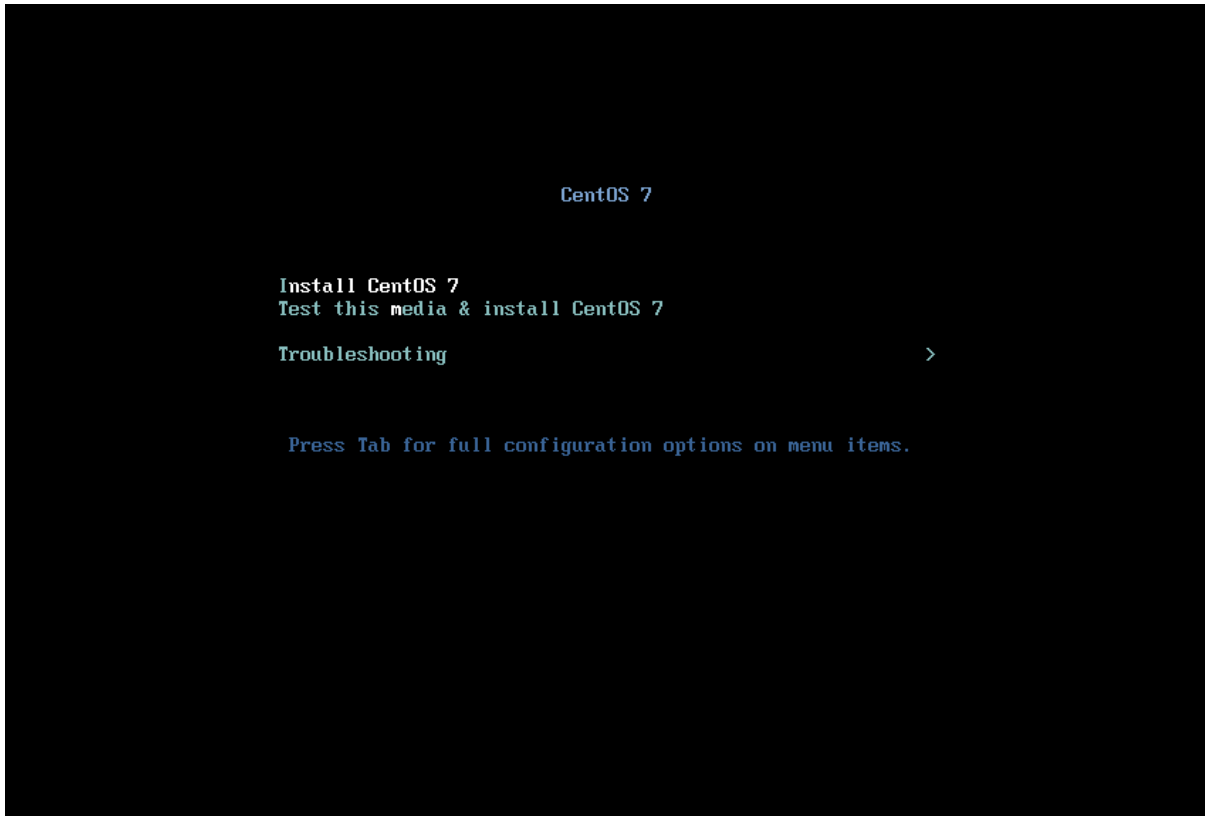 CentOS 7
Install CentOS 7
Test this media & install CentOS 7
Troubleshooting >
Press Tab for full configuration options on menu items.